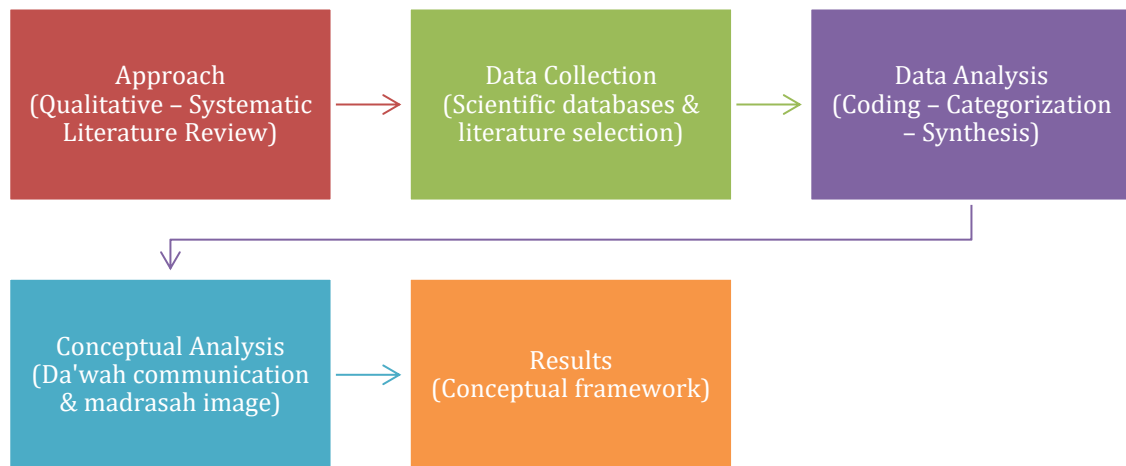 Approach
(Qualitative – Systematic
Literature Review)
Data Collection
(Scientific databases &
literature selection)
Data Analysis
(Coding – Categorization
– Synthesis)
Conceptual Analysis
(Da'wah communication
& madrasah image)
Results
(Conceptual framework)